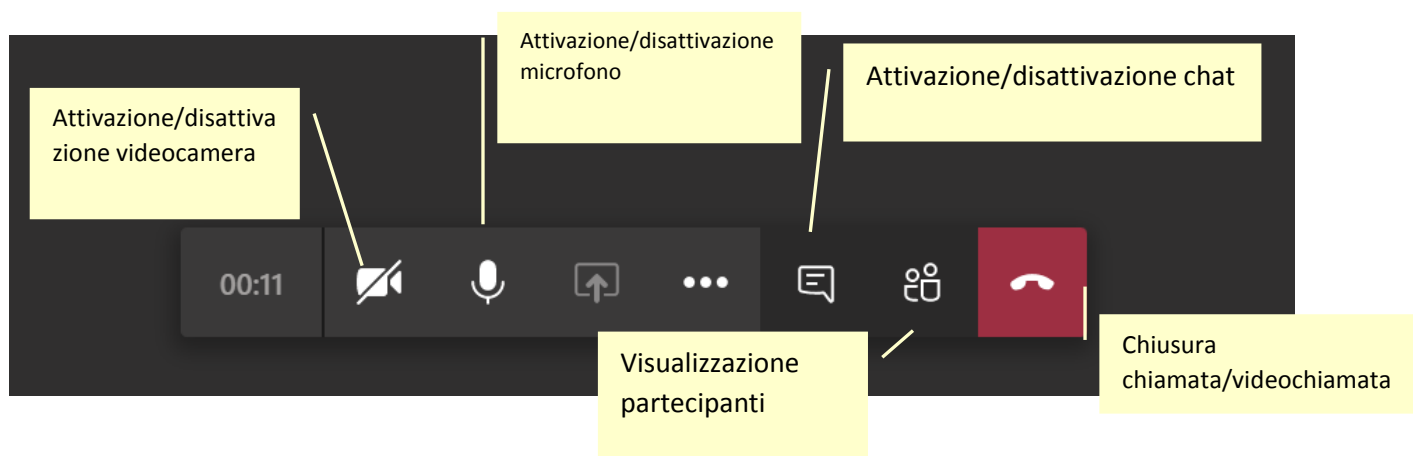 Attivazione/disattivazione
microfono
Attivazione/disattivazione chat
Attivazione/disattiva
zione videocamera
00:11
Visualizzazione
partecipanti
Chiusura
chiamata/videochiamata